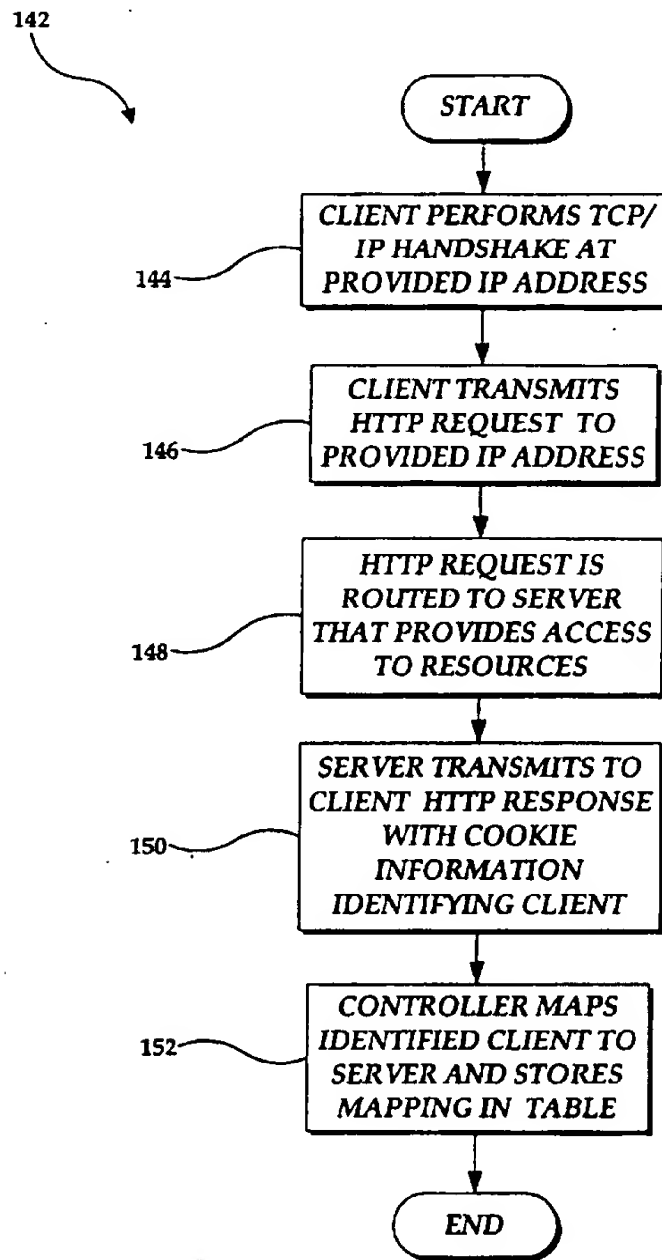 142
START
CLIENT PERFORMS TCP/
IP HANDSHAKE AT
PROVIDED IP ADDRESS
144
CLIENT TRANSMITS
HTTP REQUEST TO
PROVIDED IP ADDRESS
146
HTTP REQUEST IS
ROUTED TO SERVER
THAT PROVIDES ACCESS
TO RESOURCES
148
SERVER TRANSMITS TO
CLIENT HTTP RESPONSE
WITH COOKIE
INFORMATION
IDENTIFYING CLIENT
150
CONTROLLER MAPS
IDENTIFIED CLIENT TO
SERVER AND STORES
MAPPING IN TABLE
152
END